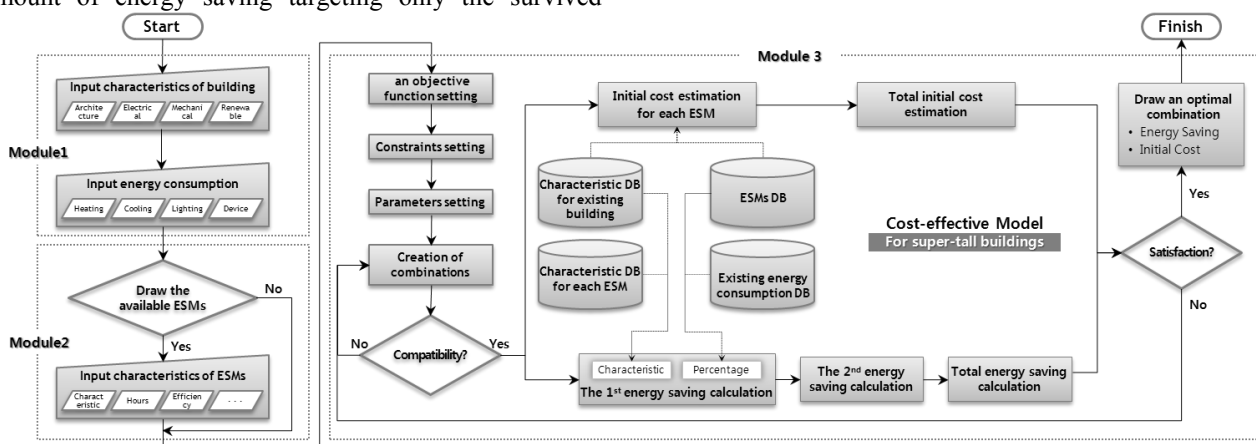 mount of energy saving targeting only the survived
Start
Input characteristics of building
Archite
cture
Electric
al
Mechani
cal
Renewa
ble
Module1
Input energy consumption
Heating
Cooling
Lighting
Device
Draw the
available ESMs
No
Yes
Module2
Input characteristics of ESMs
Charact
eristic
Hours
Efficien
cy
. . .
Module 3
an objective
function setting
Constraints setting
Parameters setting
Creation of
combinations
No
Compatibility?
Yes
Initial cost estimation
for each ESM
Total initial cost
estimation
Characteristic DB
for existing
building
ESMs DB
Characteristic DB
for each ESM
Existing energy
consumption DB
Cost-effective Model
For super-tall buildings
Characteristic
Percentage
The 1st energy saving calculation
The 2nd energy
saving calculation
Total energy saving
calculation
Finish
Draw an optimal
combination
• Energy Saving
• Initial Cost
Yes
Satisfaction?
No